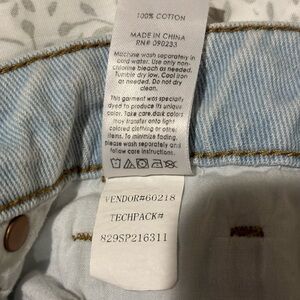 100% COTTON
MADE IN CHINA
RN# 090233
Machine wash separately in
cold water. Use only non-
chlorine bleach as needed.
Tumble dry low. Cool iron
as needed. Do not dry
clean.
This garment was specially
dyed to produce its unique
color. Take care, dark colors
may transfer onto light
colored clothing or other
items. To minimize fading,
please wash separately and
follow care instructions.
VENDOR#60218
TECHPACK#
829SP216311